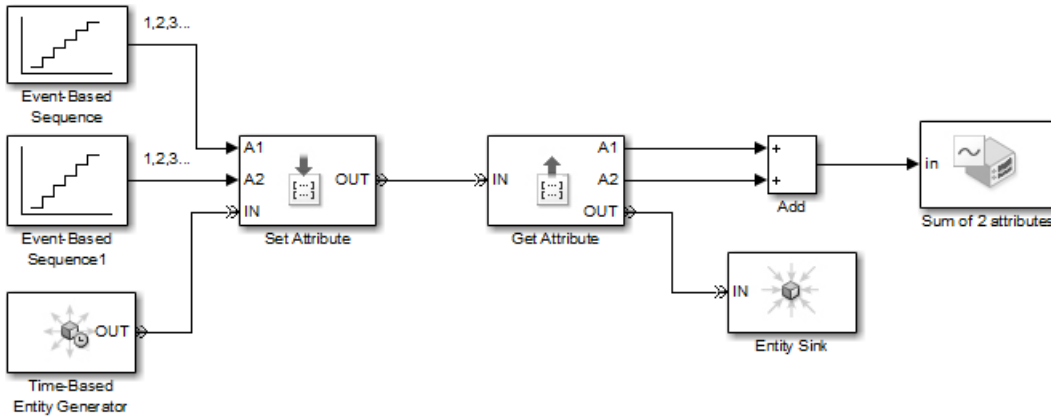 1,2,3...
Event-Based
Sequence
1,2,3...
Event-Based
Sequence1
OUT
Time-Based
Entity Generator
A1
A2
IN
OUT
[...]
Set Attribute
IN
A1
A2
OUT
[...]
Get Attribute
+
+
Add
in
Sum of 2 attributes
IN
Entity Sink